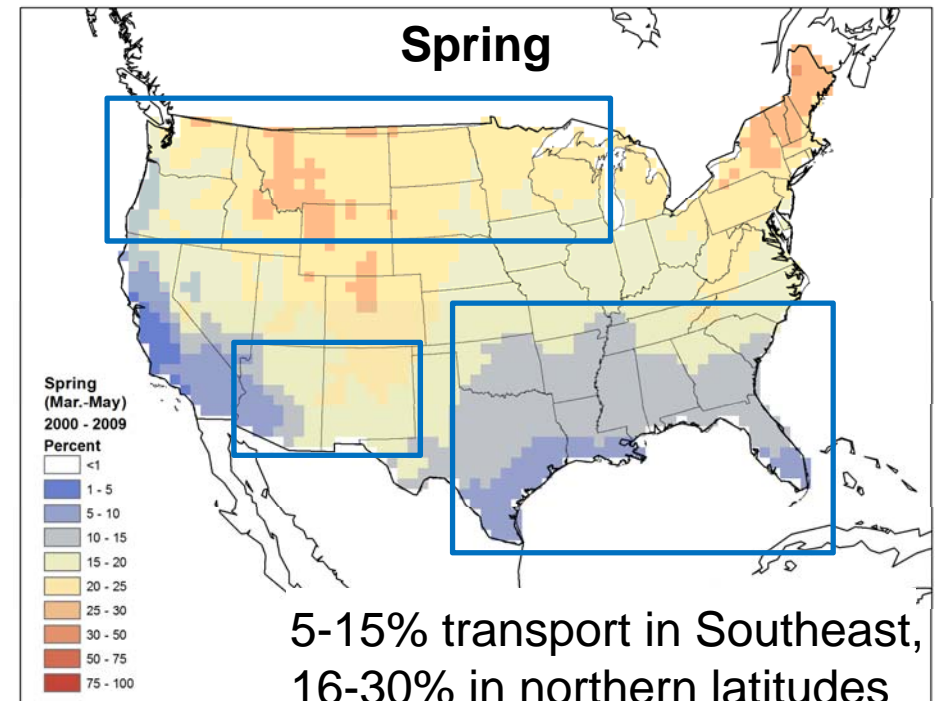 Spring
Spring
(Mar.-May)
2000 - 2009
Percent
<1
1 - 5
5 - 10
10 - 15
15 - 20
20 - 25
25 - 30
30 - 50
50 - 75
75 - 100
5-15% transport in Southeast,
16-30% in northern latitudes